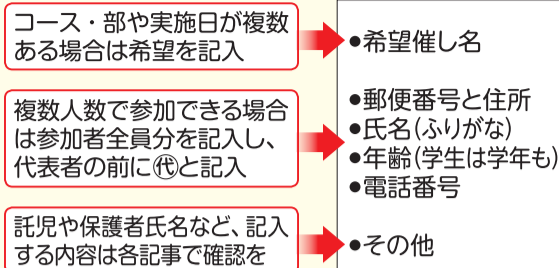 コース・部や実施日が複数
ある場合は希望を記入
●希望催し名
複数人数で参加できる場合
は参加者全員分を記入し、
代表者の前に㈹と記入
●郵便番号と住所
●氏名(ふりがな)
●年齢(学生は学年も)
●電話番号
託児や保護者氏名など、記入
する内容は各記事で確認を
●その他